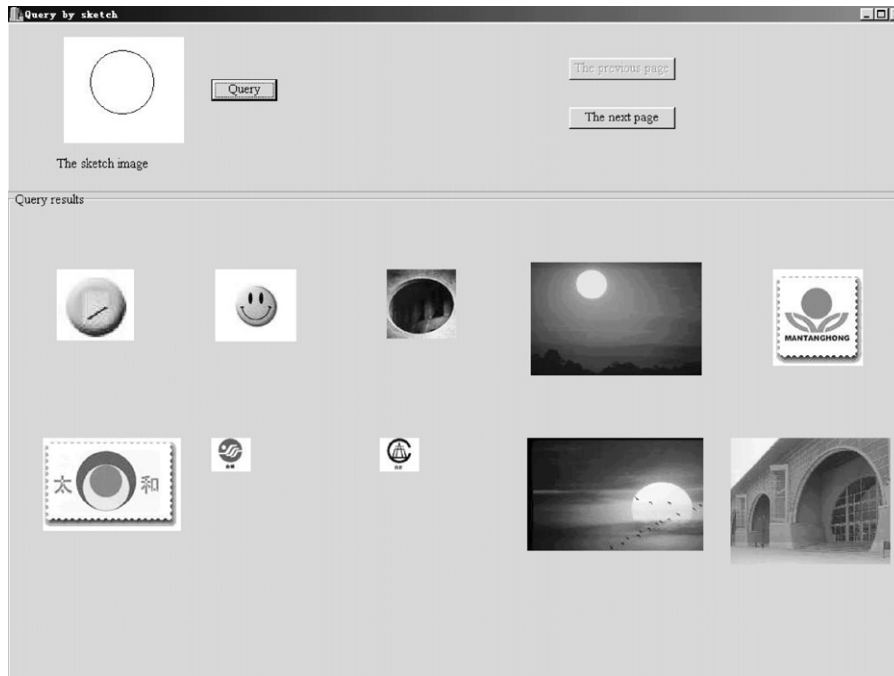 Query by sketch
Query
The previous page
The next page
The sketch image
Query results
MANTANGHONG
太 和